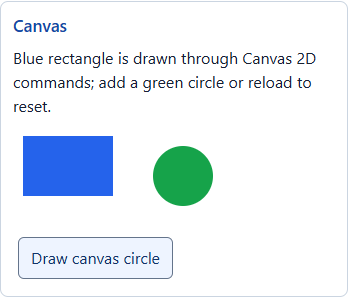 Canvas
Blue rectangle is drawn through Canvas 2D
commands; add a green circle or reload to
reset.
Draw canvas circle